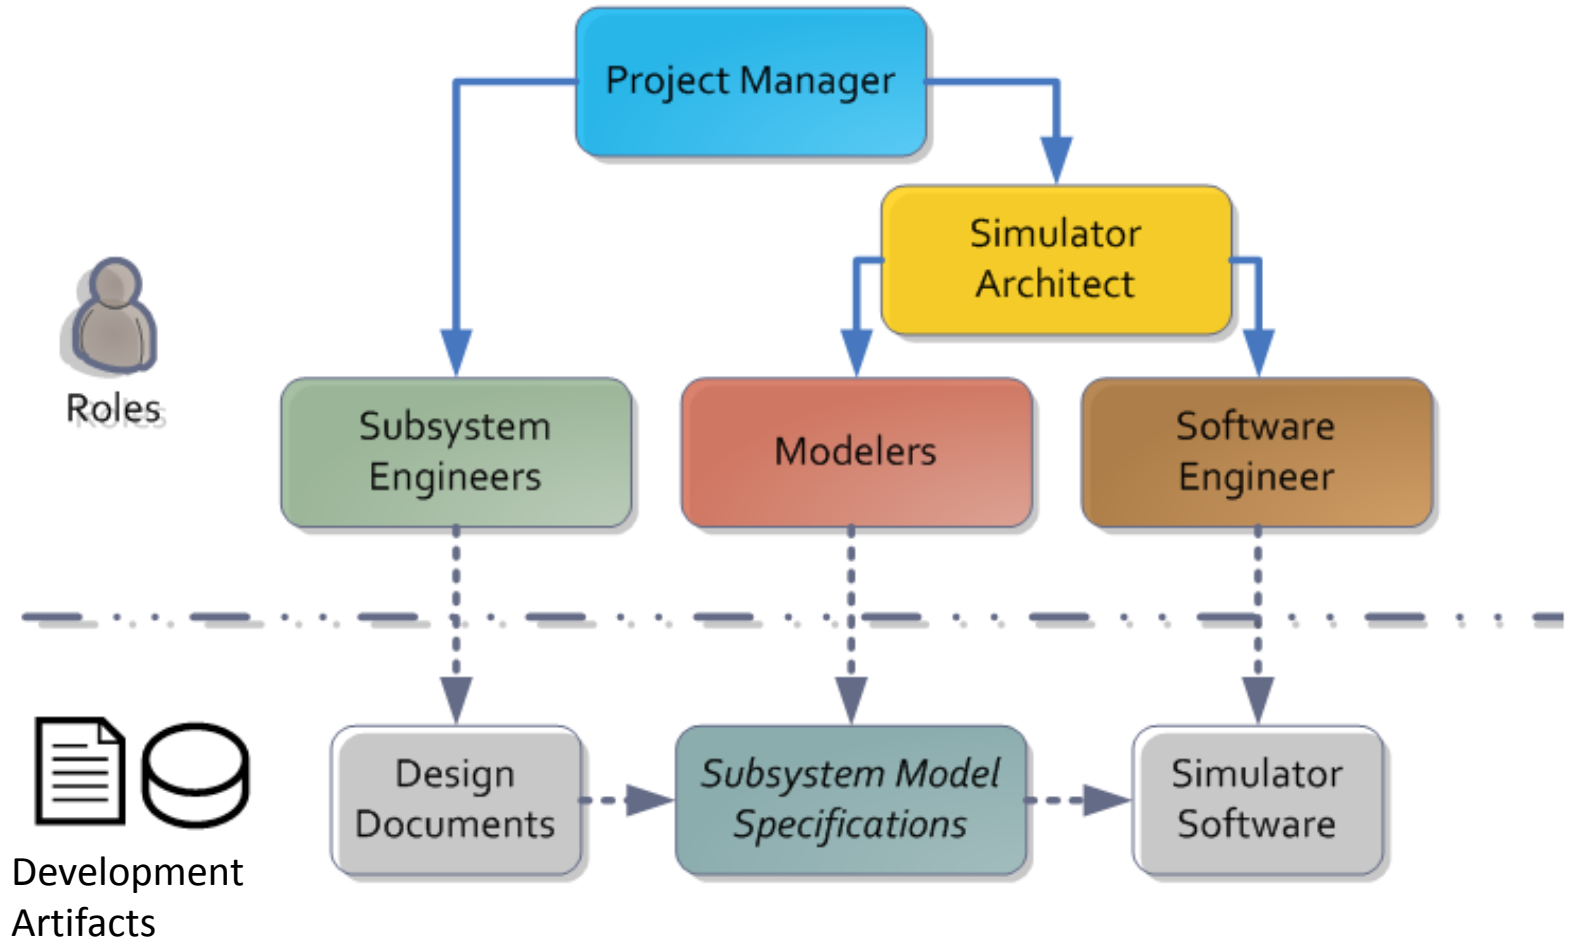 Project Manager
Simulator
Architect
Roles
Subsystem
Engineers
Modelers
Software
Engineer
Design
Documents
Subsystem Model
Specifications
Simulator
Software
Development
Artifacts